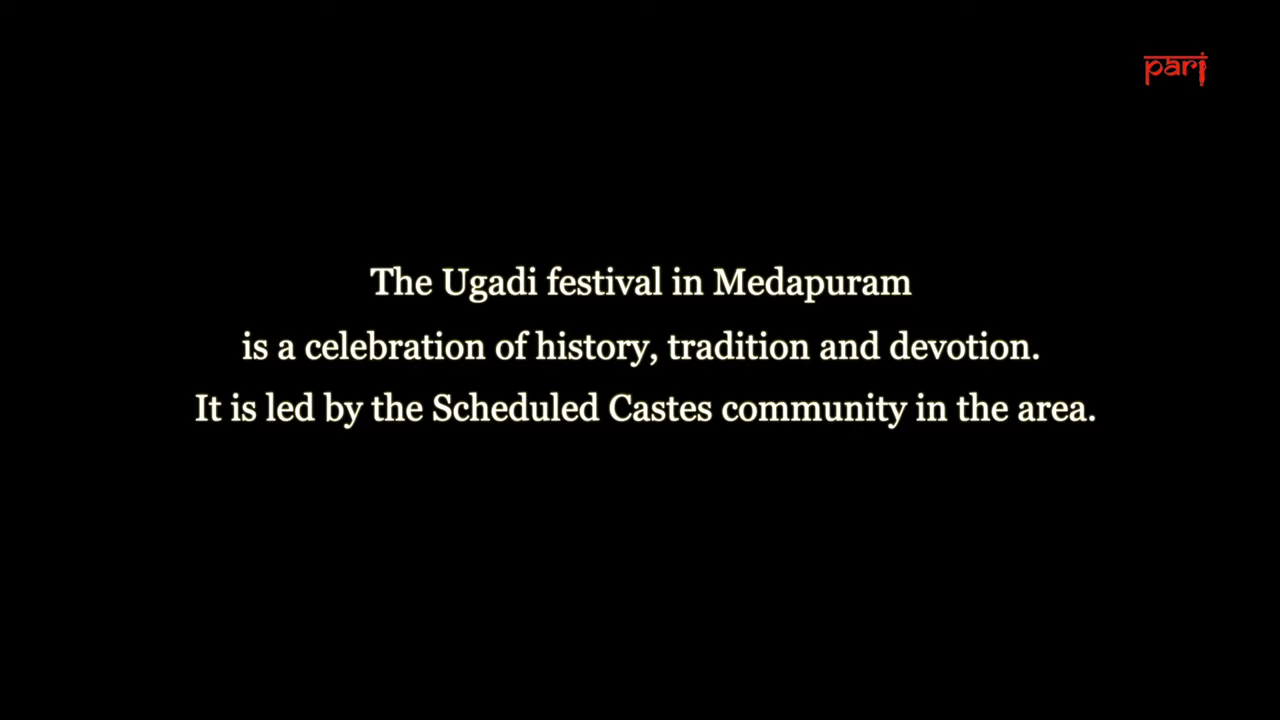 pari
The Ugadi festival in Medapuram
is a celebration of history, tradition and devotion.
It is led by the Scheduled Castes community in the area.